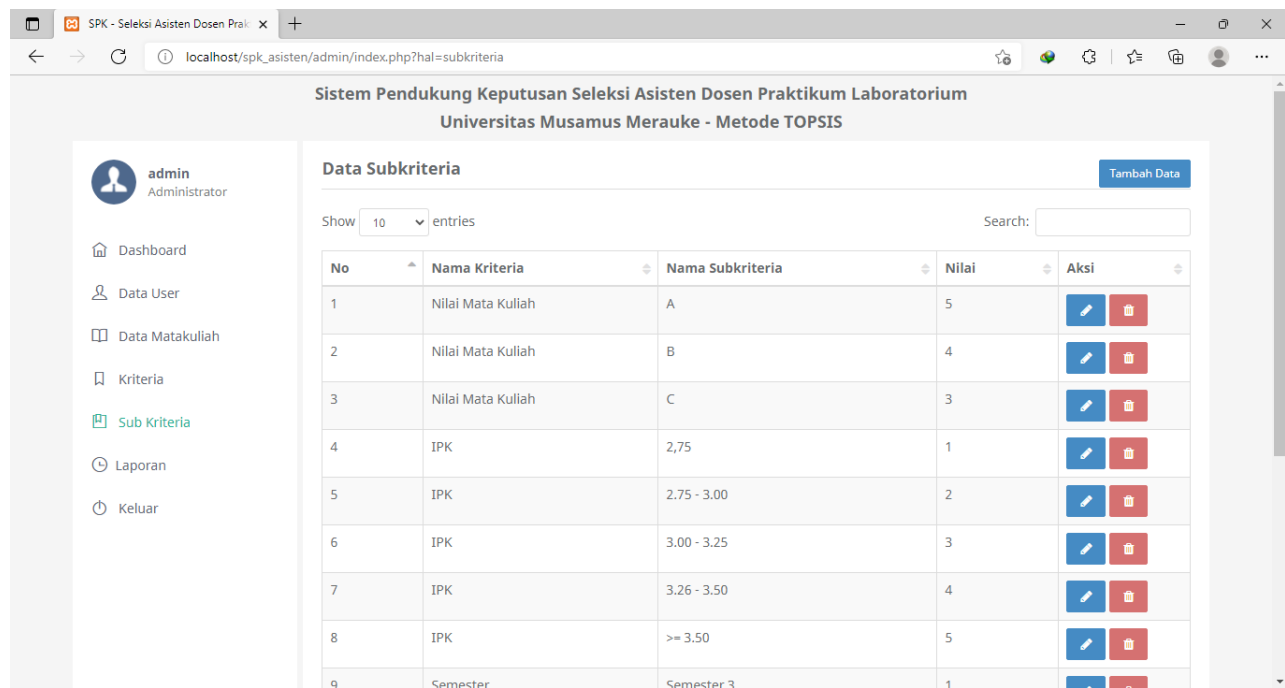 SPK - Seleksi Asisten Dosen Prak
localhost/spk_asisten/admin/index.php?hal=subkriteria
Sistem Pendukung Keputusan Seleksi Asisten Dosen Praktikum Laboratorium
Universitas Musamus Merauke - Metode TOPSIS
admin
Administrator
Dashboard
Data User
Data Matakuliah
Kriteria
Sub Kriteria
Laporan
Keluar
Data Subkriteria
Tambah Data
Show 10 entries
Search:
No Nama Kriteria Nama Subkriteria Nilai Aksi
1 Nilai Mata Kuliah A 5
2 Nilai Mata Kuliah B 4
3 Nilai Mata Kuliah C 3
4 IPK 2,75 1
5 IPK 2.75 - 3.00 2
6 IPK 3.00 - 3.25 3
7 IPK 3.26 - 3.50 4
8 IPK >= 3.50 5
9 Semester Semester 3 1